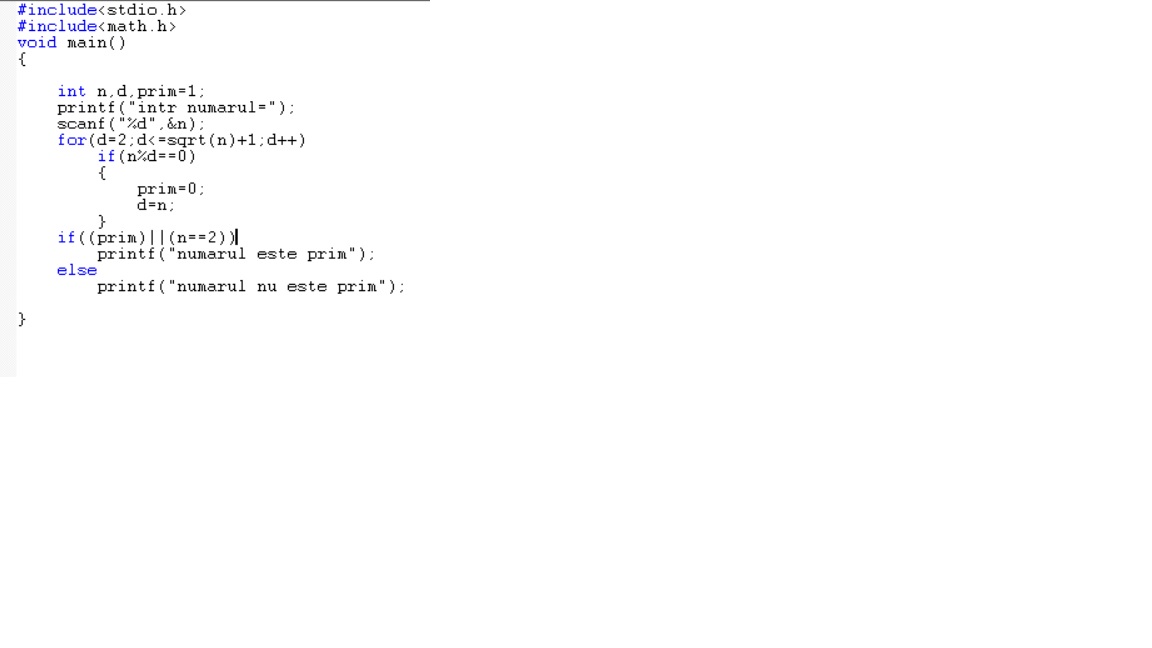 #include<stdio.h>
#include<math.h>
void main()
{
int n,d,prim=1;
printf("intr numarul=");
scanf("%d",&n);
for(d=2;d<=sqrt(n)+1;d++)
if(n%d==0)
{
prim=0;
d=n;
}
if((prim)||(n==2))
printf("numarul este prim");
else
printf("numarul nu este prim");
}